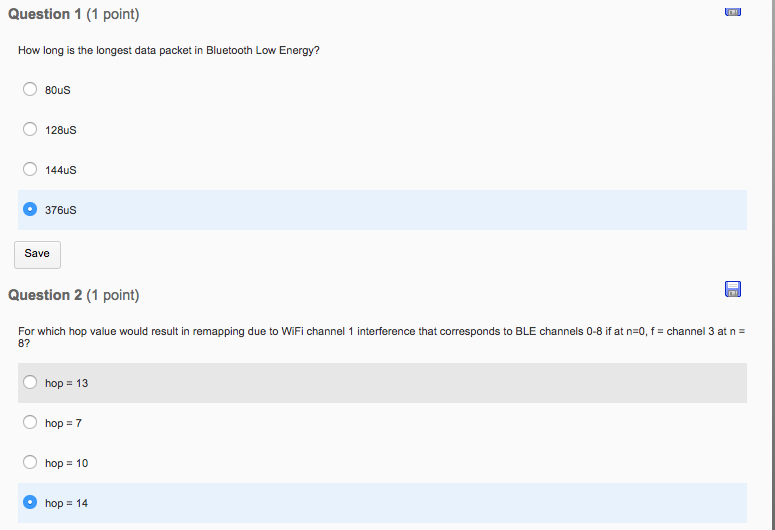 Question 1 (1 point)
How long is the longest data packet in Bluetooth Low Energy?
80uS
128uS
144uS
376uS
Save
Question 2 (1 point)
For which hop value would result in remapping due to WiFi channel 1 interference that corresponds to BLE channels 0-8 if at n=0, f = channel 3 at n =
8?
hop = 13
hop = 7
hop = 10
hop = 14